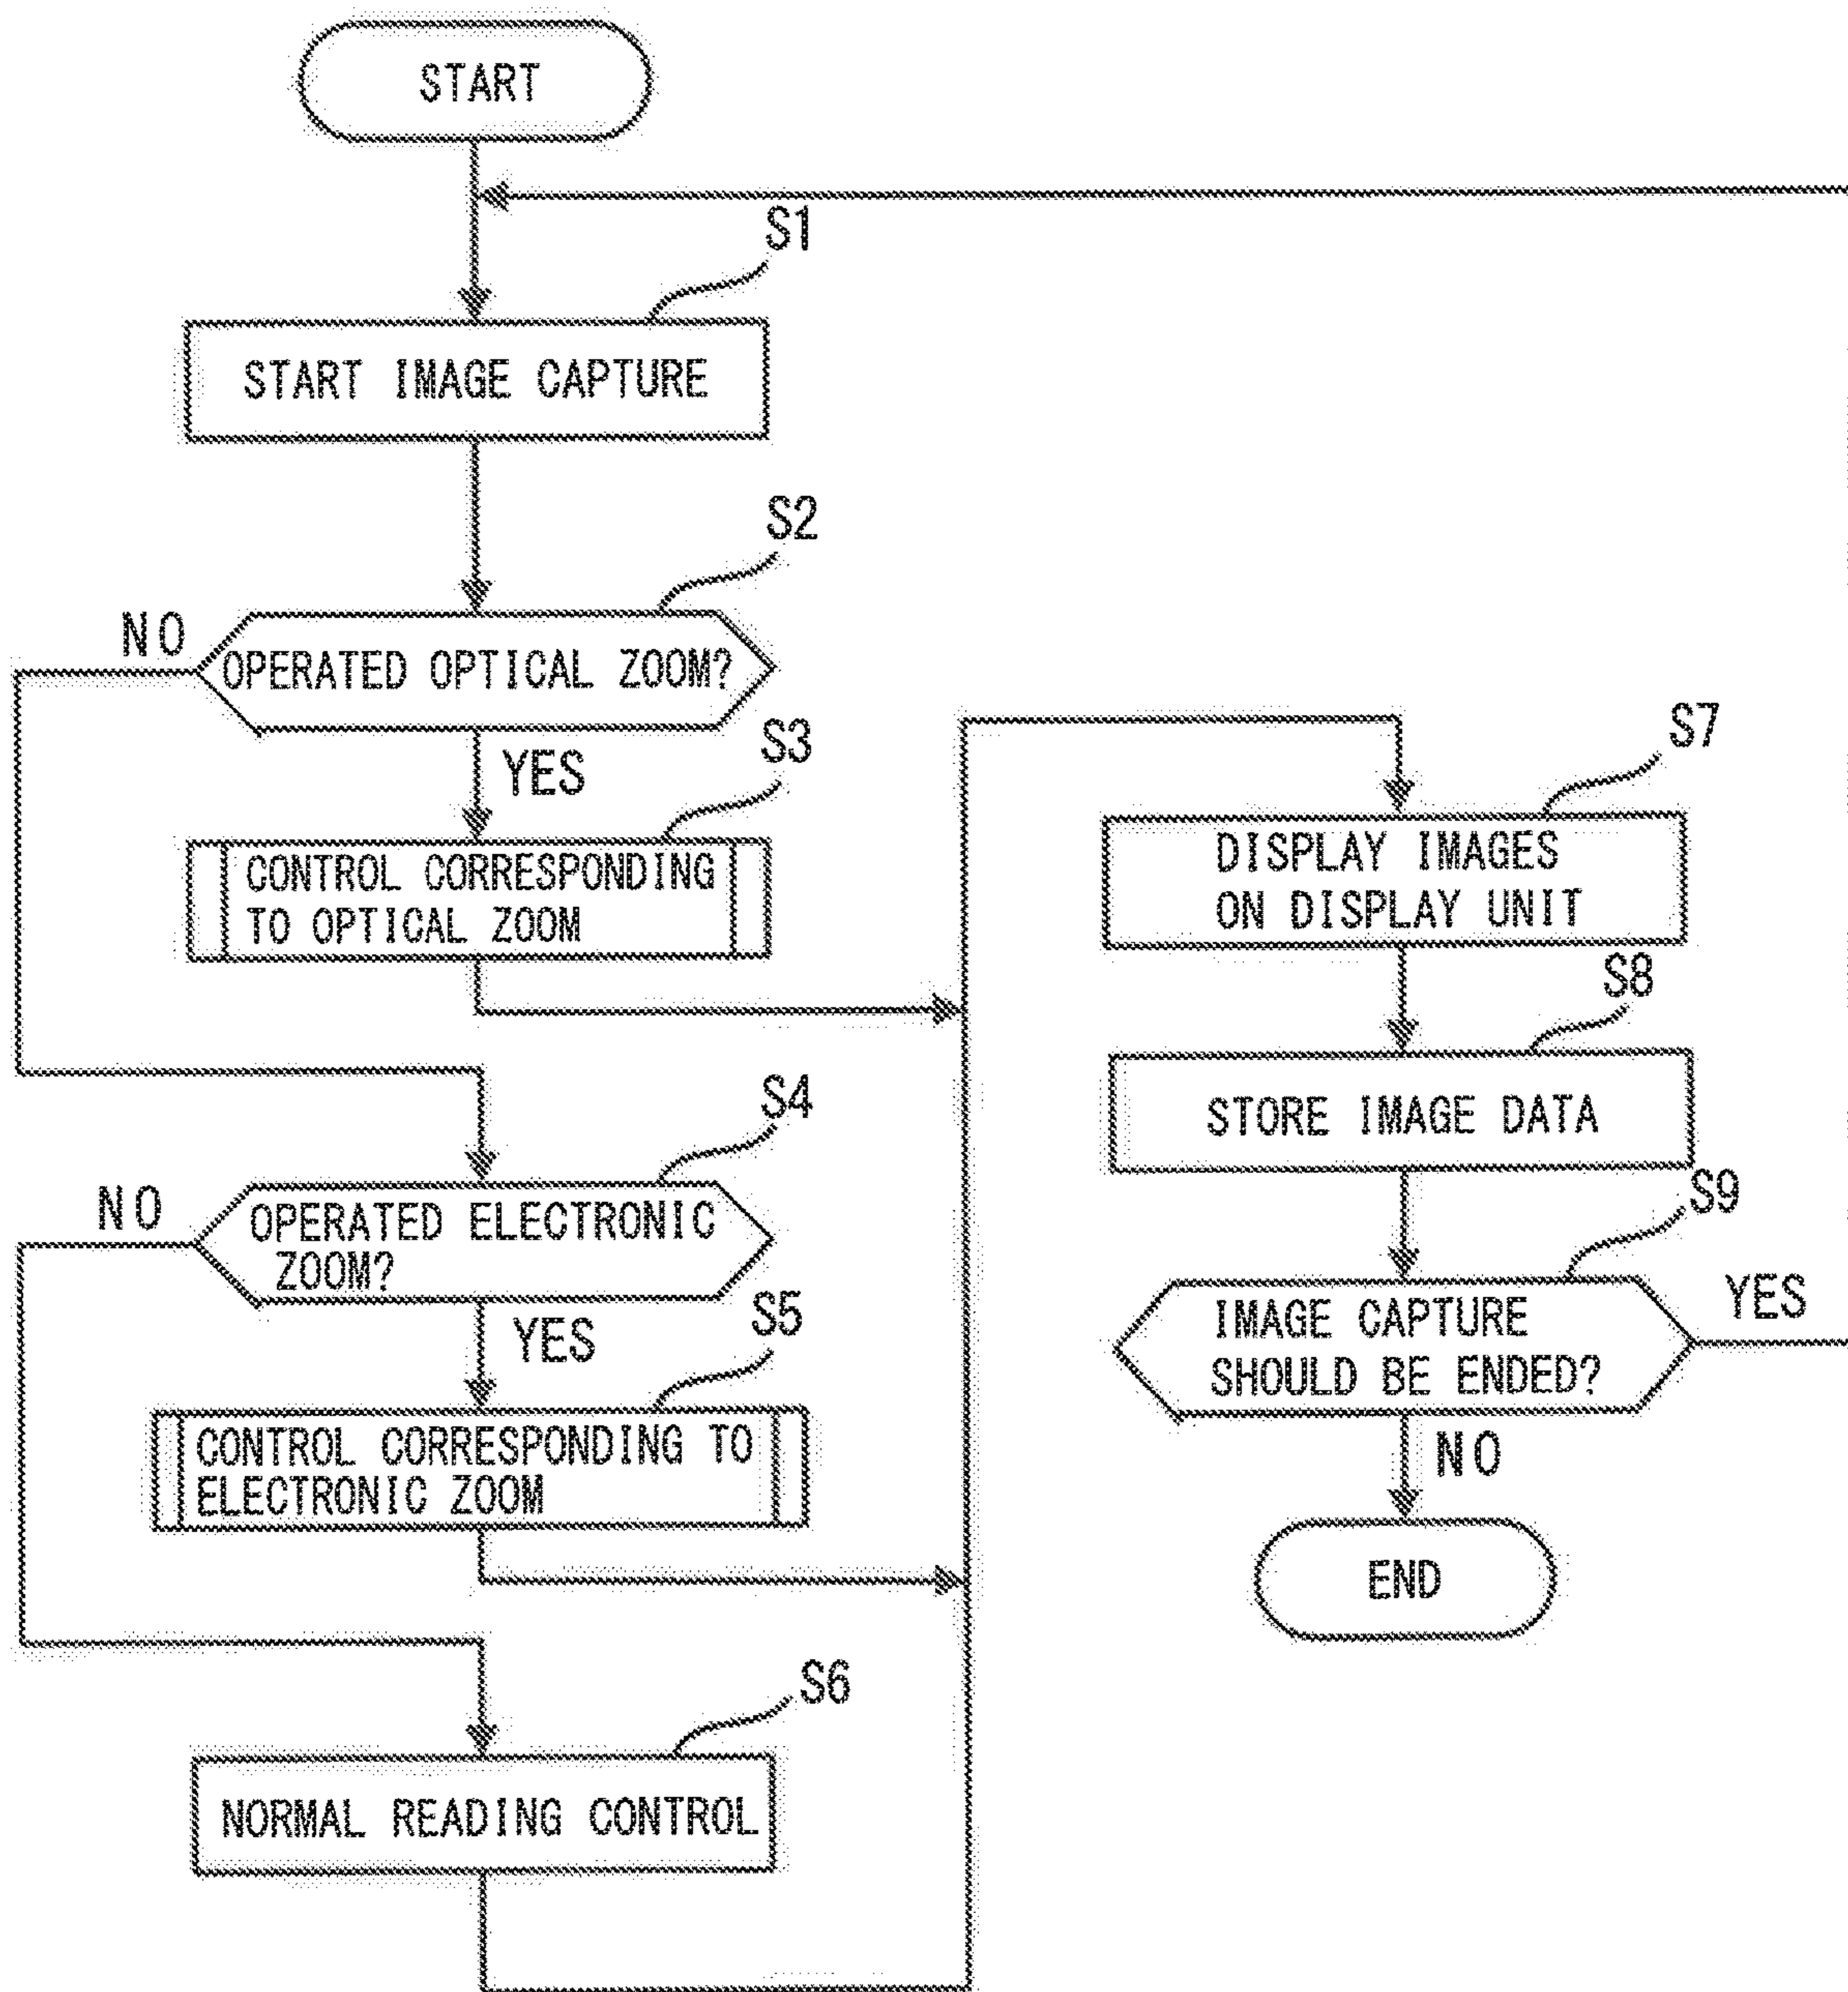 START
S1
START IMAGE CAPTURE
S2
NO
OPERATED OPTICAL ZOOM?
YES
S3
CONTROL CORRESPONDING
TO OPTICAL ZOOM
S4
NO
OPERATED ELECTRONIC
ZOOM?
YES
S5
CONTROL CORRESPONDING TO
ELECTRONIC ZOOM
S6
NORMAL READING CONTROL
S7
DISPLAY IMAGES
ON DISPLAY UNIT
S8
STORE IMAGE DATA
S9
IMAGE CAPTURE
SHOULD BE ENDED?
YES
NO
END